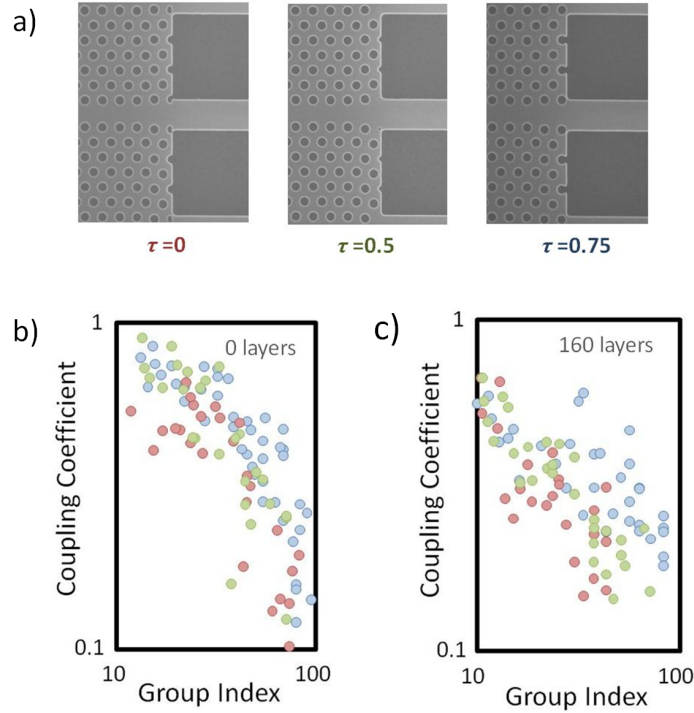 a)
τ =0
τ =0.5
τ =0.75
b)
1
0 layers
Coupling Coefficient
0.1
10
100
Group Index
c)
1
160 layers
Coupling Coefficient
0.1
10
100
Group Index